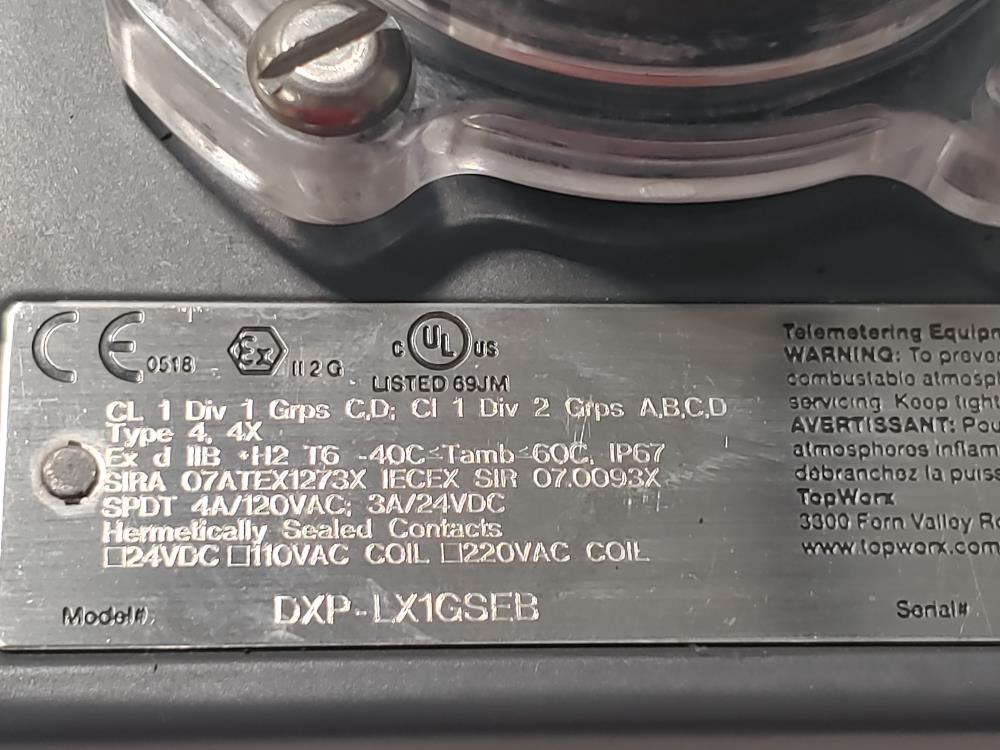 CE 0518 Ex II 2 G C UL US
LISTED 69JM
CL 1 Div 1 Grps C,D; Cl 1 Div 2 Grps A,B,C,D
Type 4, 4X
Ex d IIB +H2 T6 -40C≤Tamb≤60C, IP67
SIRA 07ATEX1273X IECEX SIR 07.0093X
SPDT 4A/120VAC; 3A/24VDC
Hermetically Sealed Contacts
□24VDC □110VAC COIL □220VAC COIL
Model#. DXP-LX1GSEB
Telemetering Equipm
WARNING: To preven
combustable atmosph
servicing Keep tight
AVERTISSANT: Pou
atmospheres inflam
debranchez la puiss
TopWorx
3300 Fern Valley Ro
www.topworx.com
Serial#